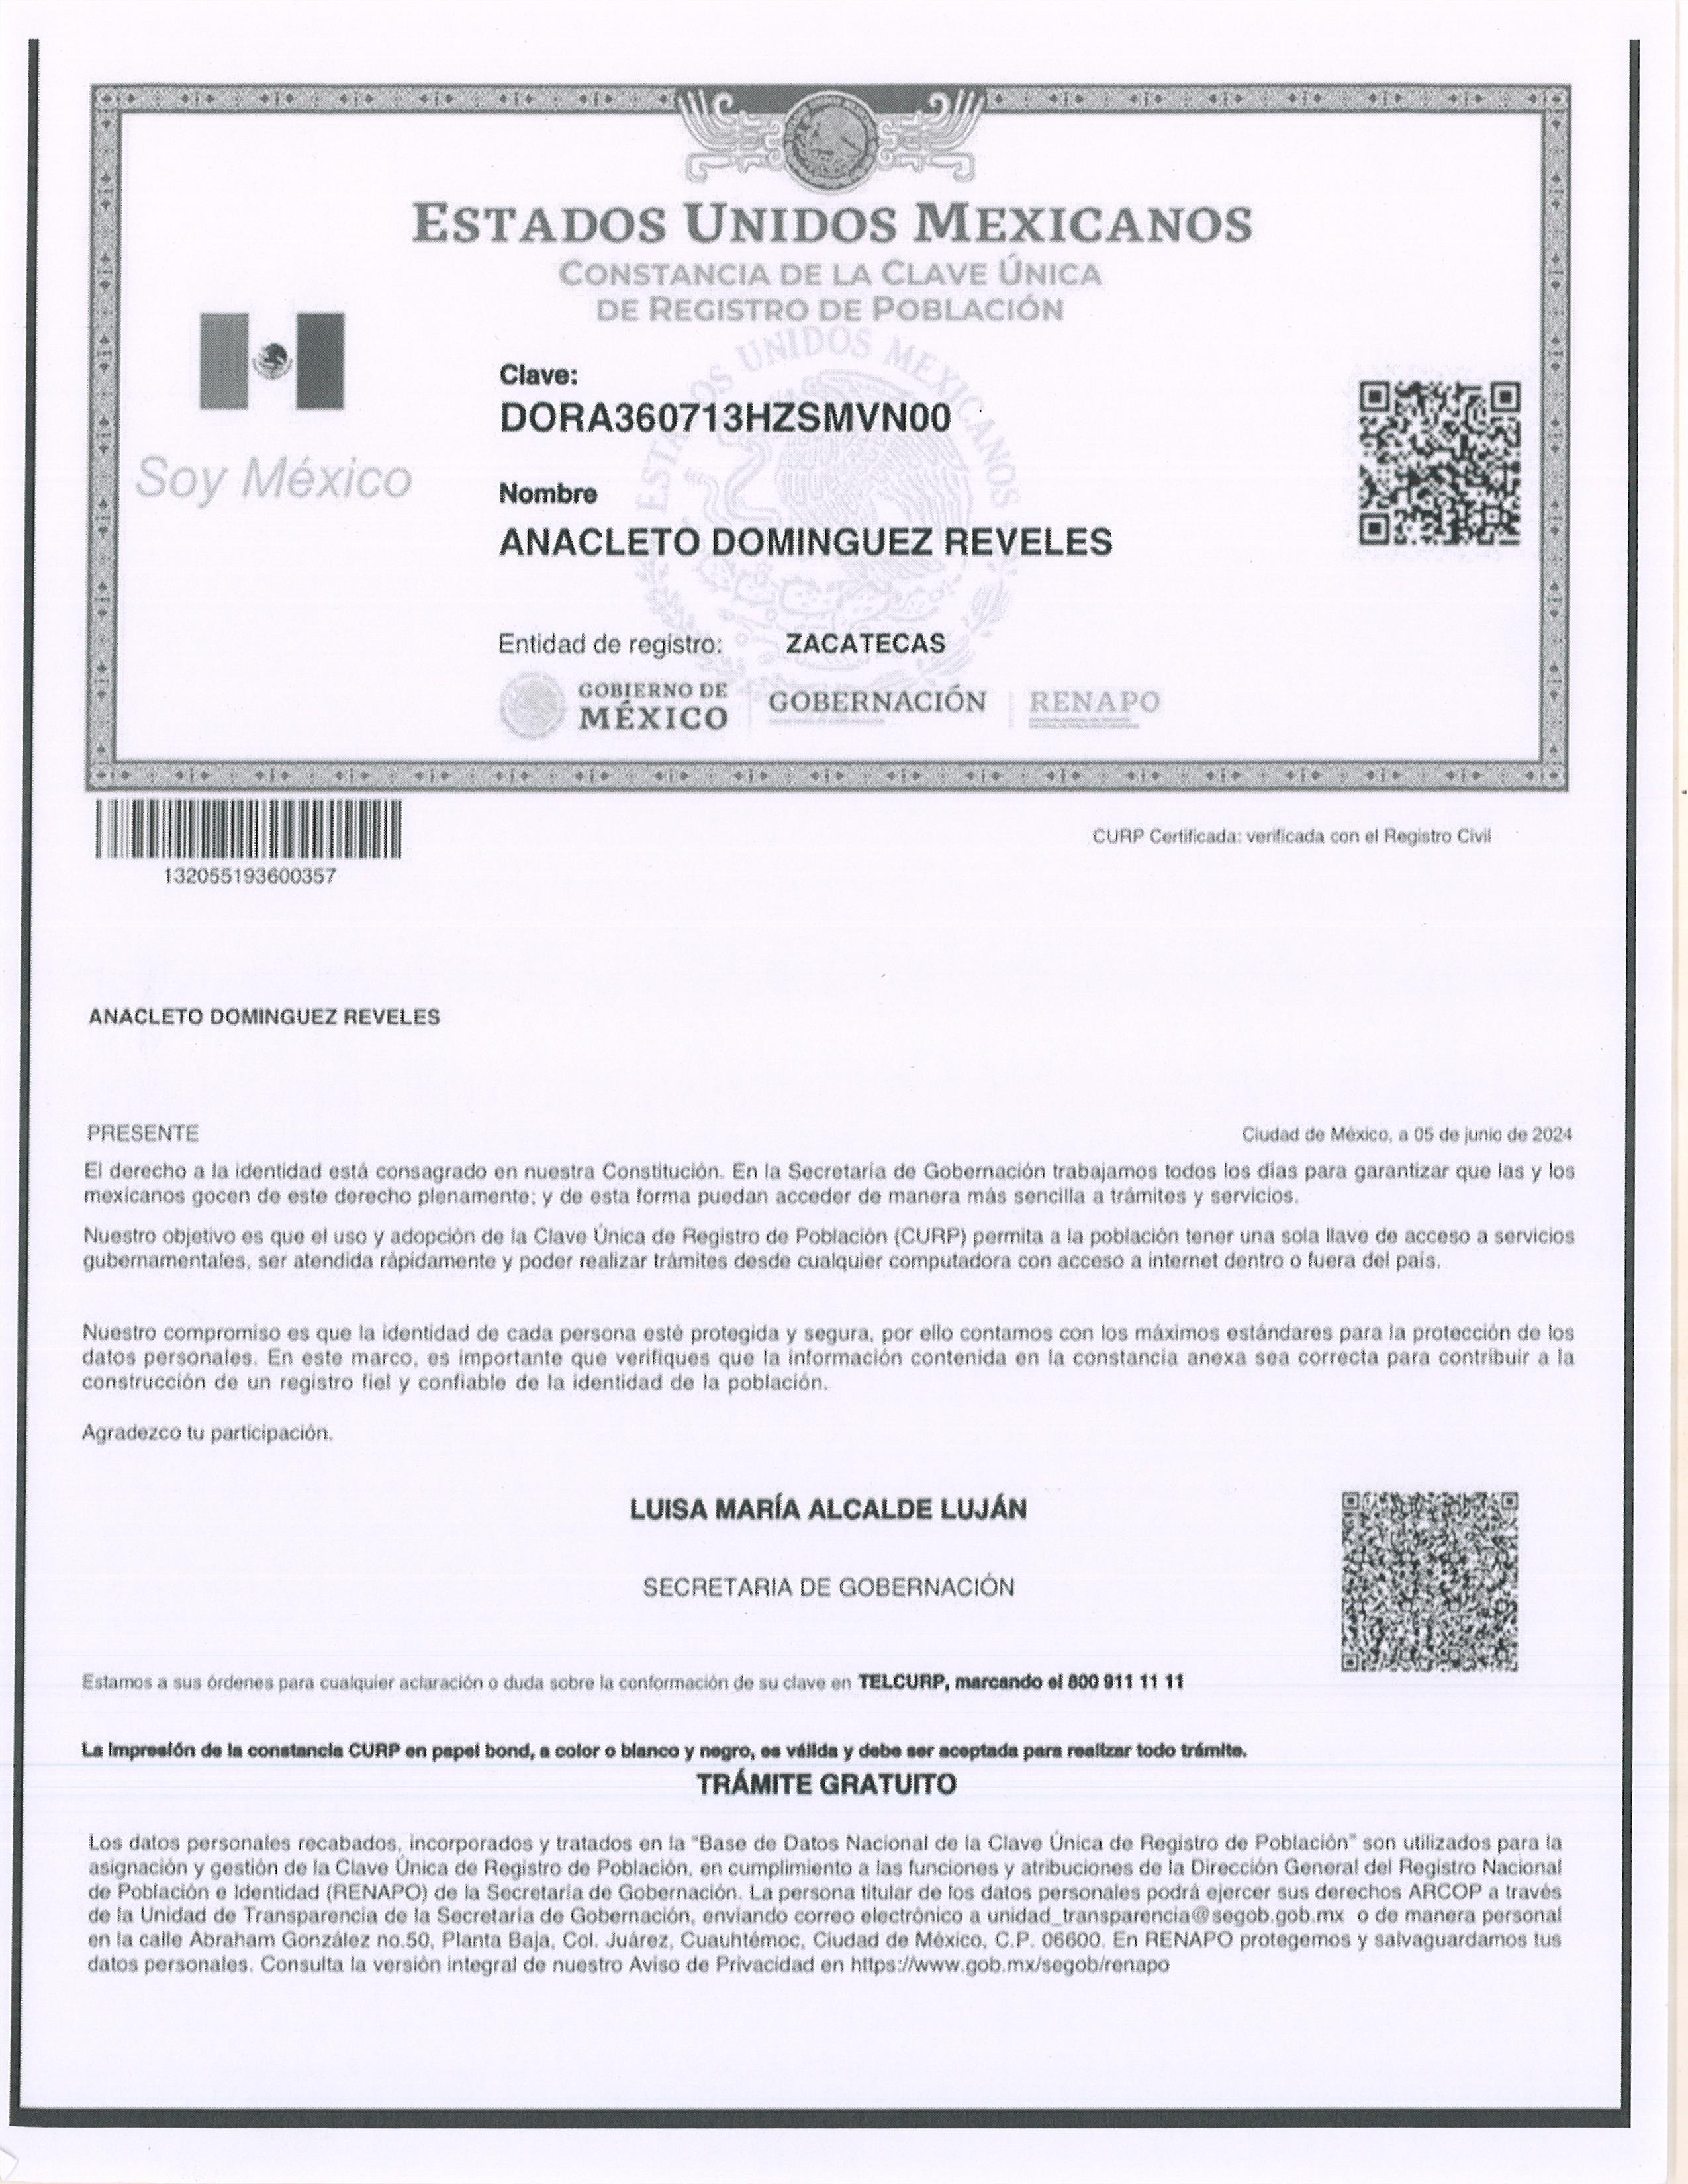 ESTADOS UNIDOS MEXICANOS
CONSTANCIA DE LA CLAVE ÚNICA
DE REGISTRO DE POBLACIÓN
ESTADOS UNIDOS MEXICANOS
Soy México
Clave:
DORA360713HZSMVN00
Nombre
ANACLETO DOMINGUEZ REVELES
Entidad de registro: ZACATECAS
GOBIERNO DE
MÉXICO
GOBERNACIÓN
RENAPO
132055193600357
CURP Certificada: verificada con el Registro Civil
ANACLETO DOMINGUEZ REVELES
PRESENTE
Ciudad de México, a 05 de junio de 2024
El derecho a la identidad está consagrado en nuestra Constitución. En la Secretaría de Gobernación trabajamos todos los días para garantizar que las y los
mexicanos gocen de este derecho plenamente; y de esta forma puedan acceder de manera más sencilla a trámites y servicios.
Nuestro objetivo es que el uso y adopción de la Clave Única de Registro de Población (CURP) permita a la población tener una sola llave de acceso a servicios
gubernamentales, ser atendida rápidamente y poder realizar trámites desde cualquier computadora con acceso a internet dentro o fuera del país.
Nuestro compromiso es que la identidad de cada persona esté protegida y segura, por ello contamos con los máximos estándares para la protección de los
datos personales. En este marco, es importante que verifiques que la información contenida en la constancia anexa sea correcta para contribuir a la
construcción de un registro fiel y confiable de la identidad de la población.
Agradezco tu participación.
LUISA MARÍA ALCALDE LUJÁN
SECRETARIA DE GOBERNACIÓN
Estamos a sus órdenes para cualquier aclaración o duda sobre la conformación de su clave en TELCURP, marcando el 800 911 11 11
La impresión de la constancia CURP en papel bond, a color o blanco y negro, es válida y debe ser aceptada para realizar todo trámite.
TRÁMITE GRATUITO
Los datos personales recabados, incorporados y tratados en la "Base de Datos Nacional de la Clave Única de Registro de Población" son utilizados para la
asignación y gestión de la Clave Única de Registro de Población, en cumplimiento a las funciones y atribuciones de la Dirección General del Registro Nacional
de Población e Identidad (RENAPO) de la Secretaría de Gobernación. La persona titular de los datos personales podrá ejercer sus derechos ARCOP a través
de la Unidad de Transparencia de la Secretaría de Gobernación, enviando correo electrónico a unidad_transparencia@segob.gob.mx o de manera personal
en la calle Abraham González no.50, Planta Baja, Col. Juárez, Cuauhtémoc, Ciudad de México, C.P. 06600. En RENAPO protegemos y salvaguardamos tus
datos personales. Consulta la versión integral de nuestro Aviso de Privacidad en https://www.gob.mx/segob/renapo